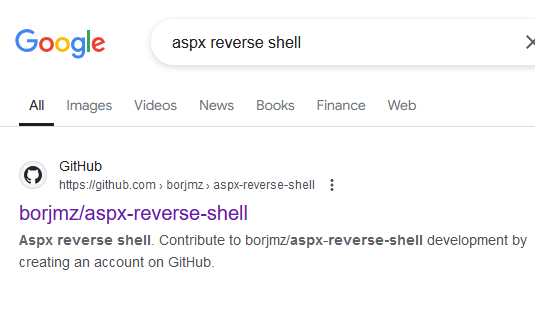 Google
aspx reverse shell
All Images Videos News Books Finance Web
GitHub
https://github.com › borjmz › aspx-reverse-shell
borjmz/aspx-reverse-shell
Aspx reverse shell. Contribute to borjmz/aspx-reverse-shell development by
creating an account on GitHub.